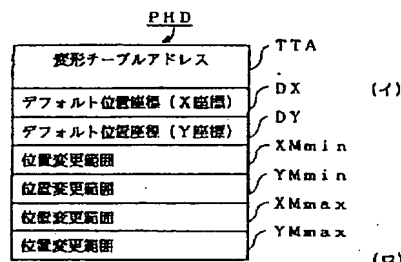 PHD
変形テーブルアドレス TTA
デフォルト位置座標（X座標） DX (イ)
デフォルト位置座標（Y座標） DY
位置変更範囲 XMmin
位置変更範囲 YMmin
位置変更範囲 XMmax
位置変更範囲 YMmax
(ロ)